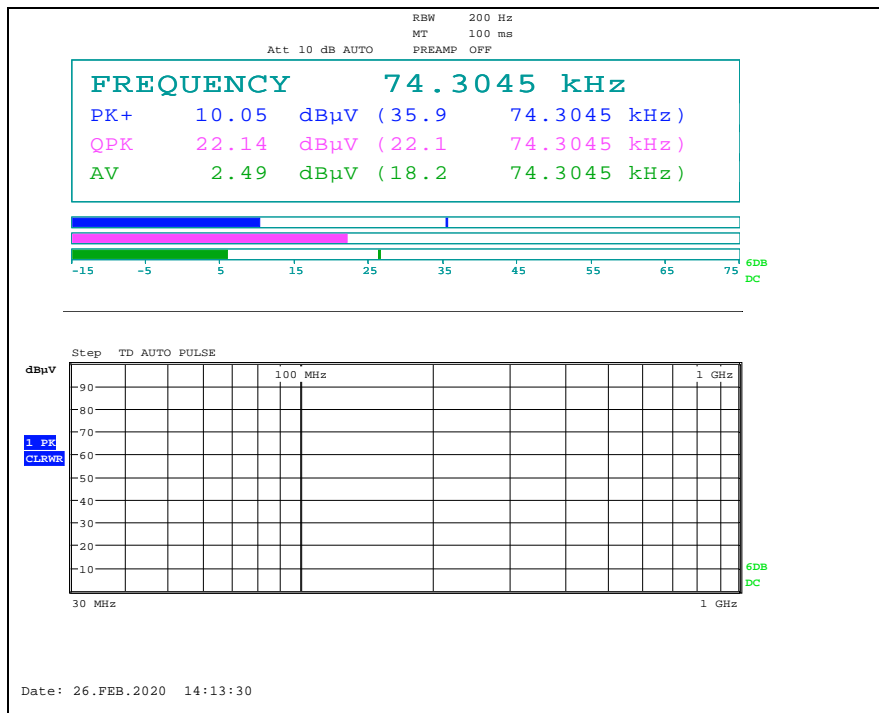 RBW 200 Hz
MT 100 ms
Att 10 dB AUTO PREAMP OFF
FREQUENCY 74.3045 kHz
PK+ 10.05 dBµV (35.9 74.3045 kHz)
QPK 22.14 dBµV (22.1 74.3045 kHz)
AV 2.49 dBµV (18.2 74.3045 kHz)
-15 -5 5 15 25 35 45 55 65 75
6DB
DC
Step TD AUTO PULSE
dBµV
100 MHz 1 GHz
90
80
70
1 PK
CLRWR
60
50
40
30
20
10
6DB
DC
30 MHz 1 GHz
Date: 26.FEB.2020 14:13:30